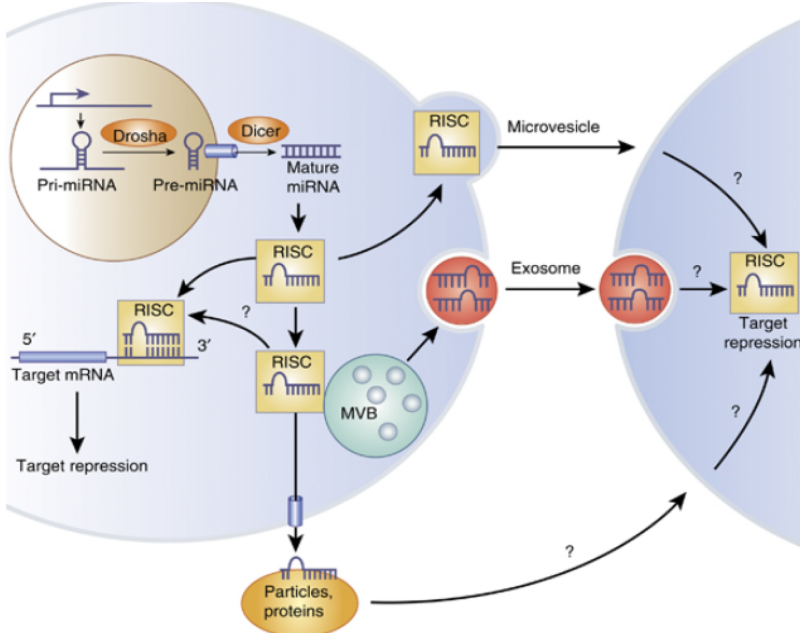 RISC
Microvesicle
?
Drosha
Dicer
Pri-miRNA
Pre-miRNA
Mature
miRNA
RISC
RISC
?
Exosome
?
RISC
Target
repression
5′
3′
Target mRNA
RISC
MVB
Target repression
?
?
Particles,
proteins